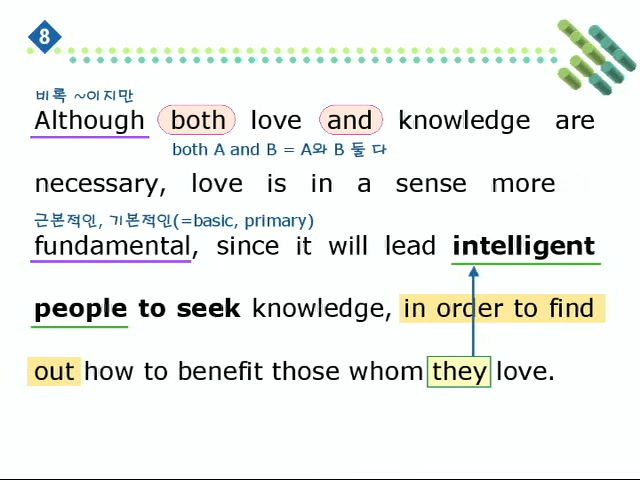 8
비록 ~이지만
Although both love and knowledge are
both A and B = A와 B 둘 다
necessary, love is in a sense more
근본적인, 기본적인(=basic, primary)
fundamental, since it will lead intelligent
people to seek knowledge, in order to find
out how to benefit those whom they love.